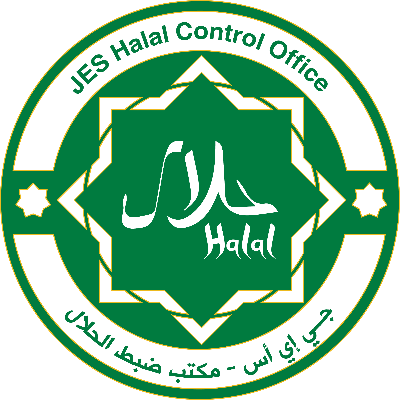 JES Halal Control Office
حلال
Halal
جي إي أس - مكتب ضبط الحلال